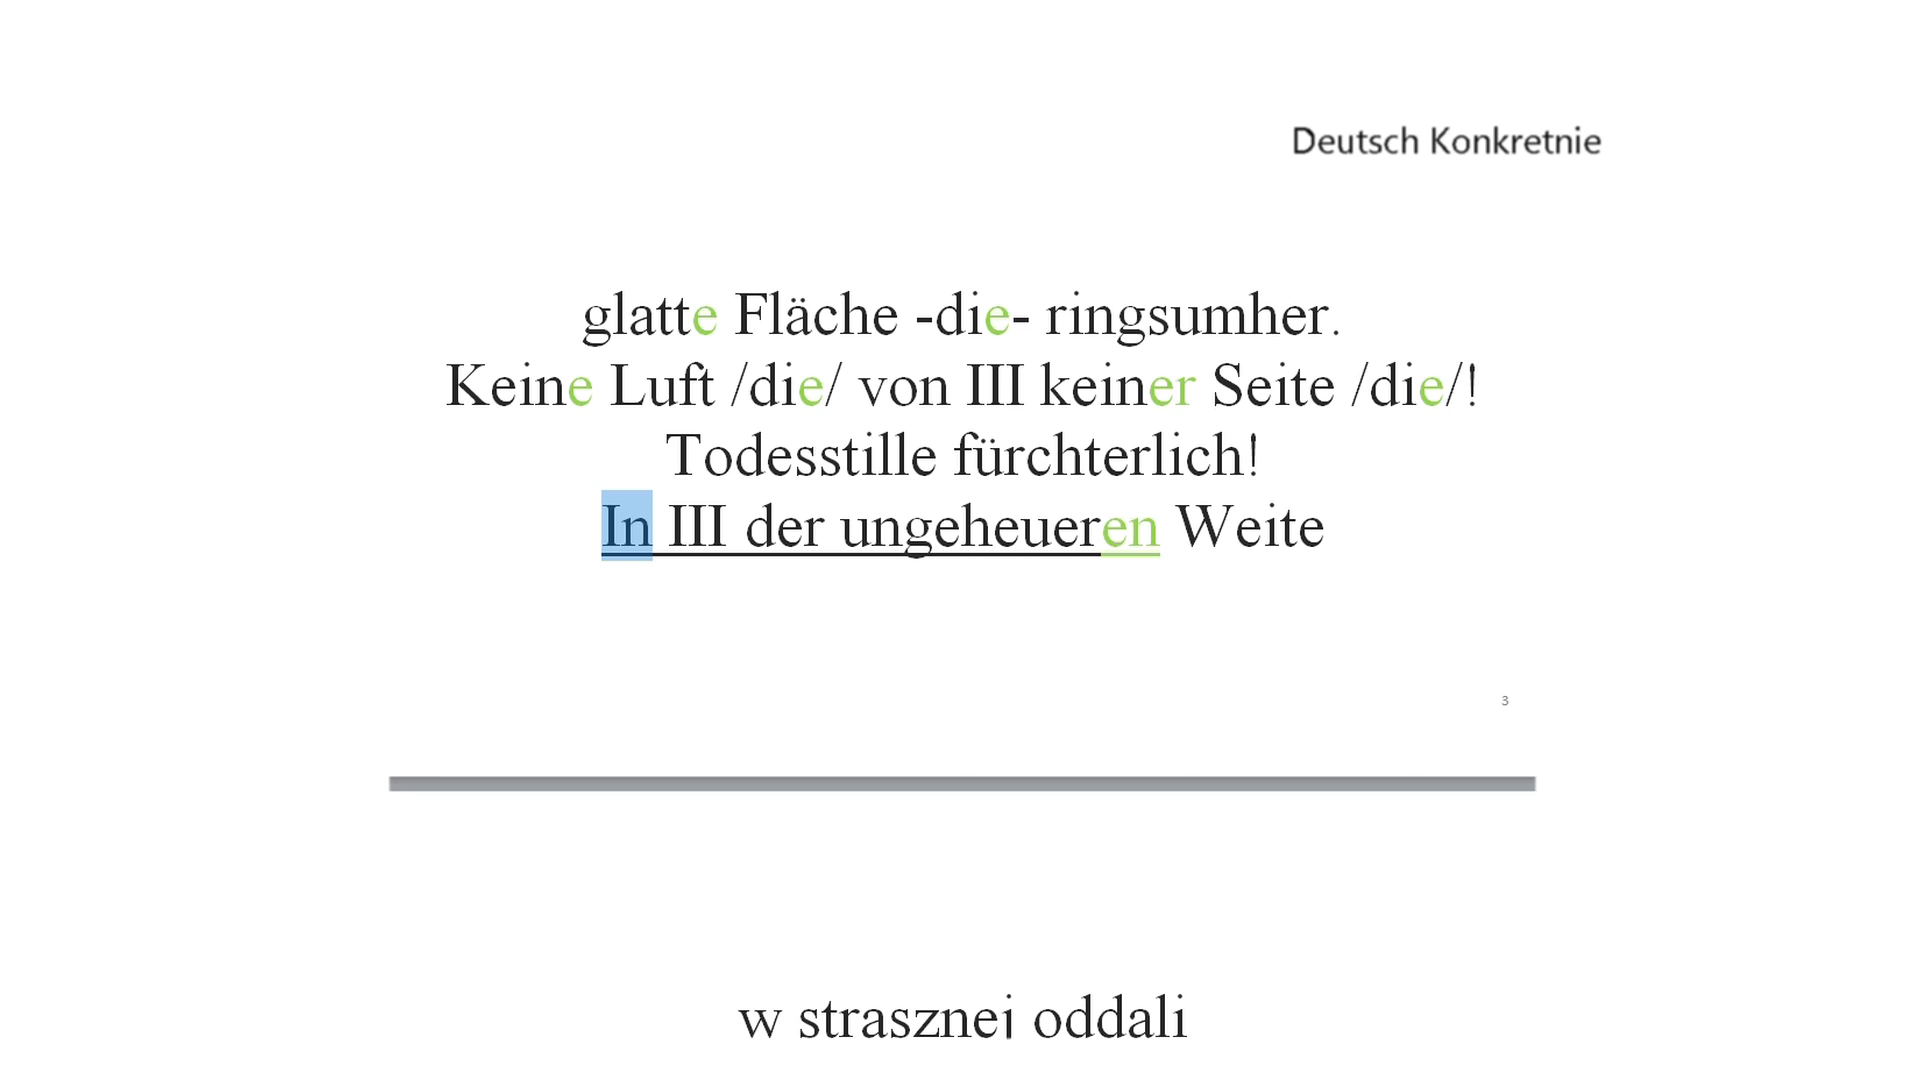 Deutsch Konkretnie
glatte Fläche -die- ringsumher.
Keine Luft /die/ von III keiner Seite /die/!
Todesstille fürchterlich!
In III der ungeheueren Weite
3
w strasznej oddali